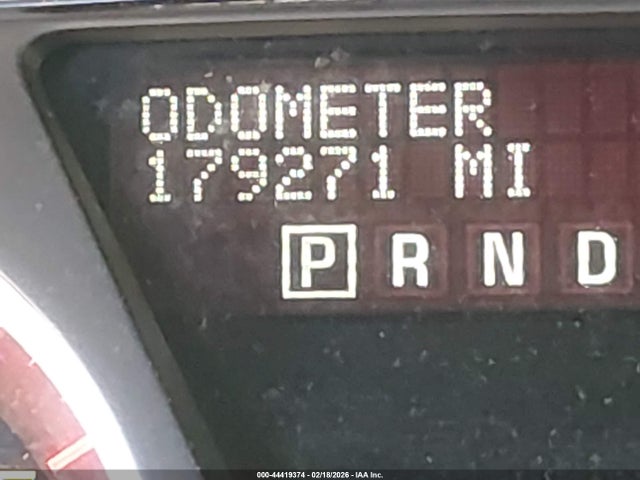 ODOMETER
179271 MI
P R N D
000-44419374 - 02/18/2026 - IAA Inc.